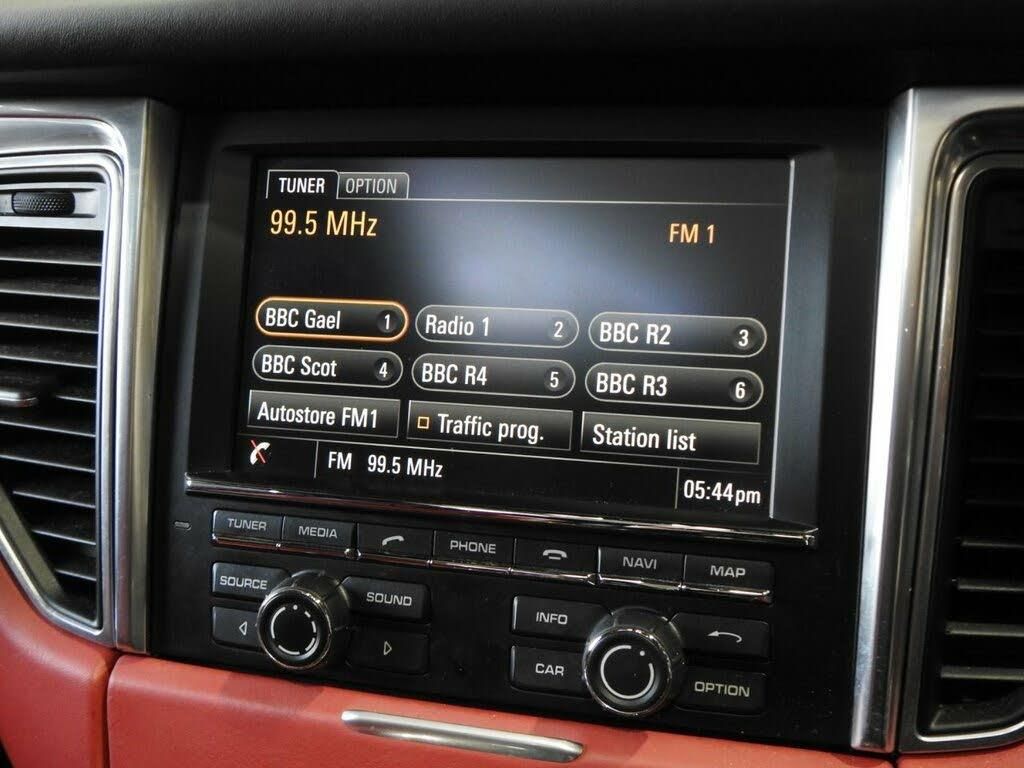 TUNER OPTION
99.5 MHz FM 1
BBC Gael 1 Radio 1 2 BBC R2 3
BBC Scot 4 BBC R4 5 BBC R3 6
Autostore FM1 Traffic prog. Station list
FM 99.5 MHz 05:44pm
TUNER MEDIA PHONE NAVI MAP
SOURCE SOUND INFO
CAR OPTION